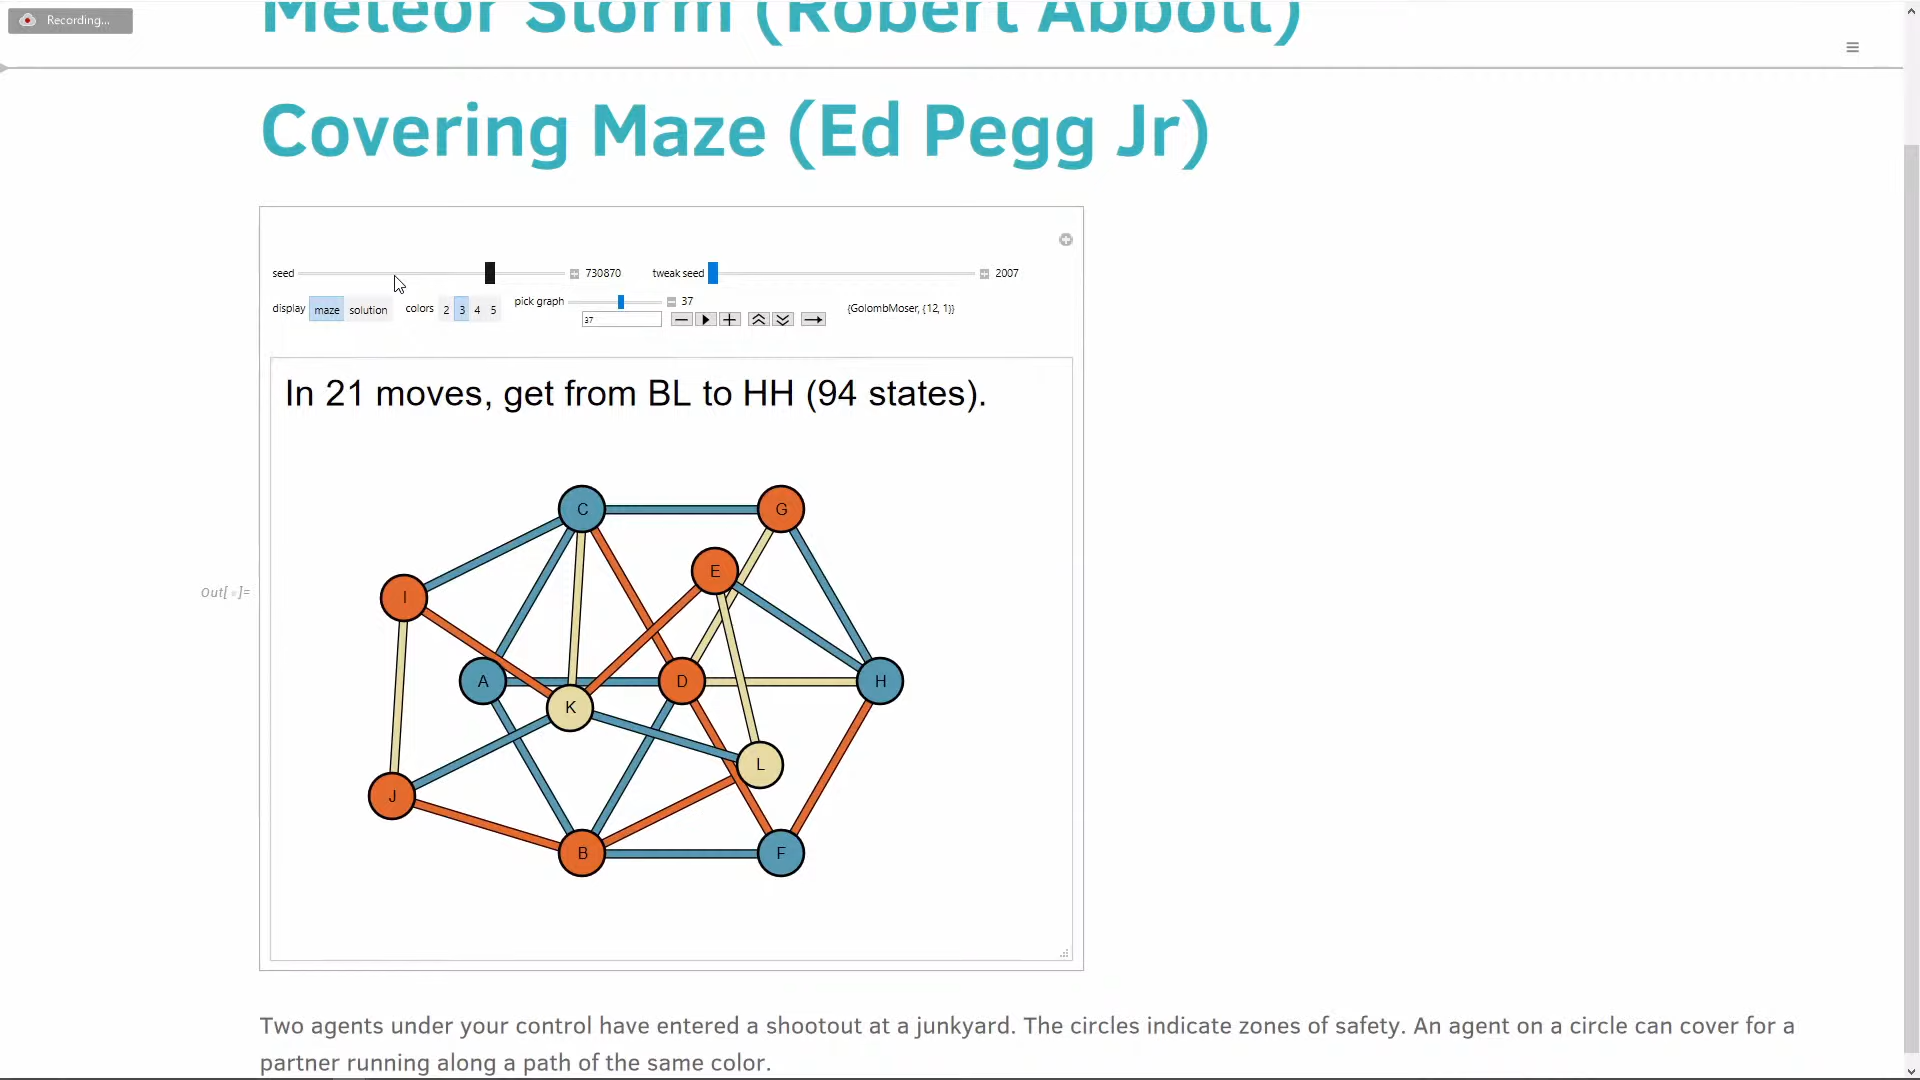 Recording...
Meteor Storm (Robert Abbott)
Covering Maze (Ed Pegg Jr)
seed 730870 tweak seed 2007
display maze solution colors 2 3 4 5 pick graph 37 {GolombMoser, {12, 1}}
37
In 21 moves, get from BL to HH (94 states).
C G
E
I
Out[ ]=
A D H
K
L
J
B F
Two agents under your control have entered a shootout at a junkyard. The circles indicate zones of safety. An agent on a circle can cover for a
partner running along a path of the same color.